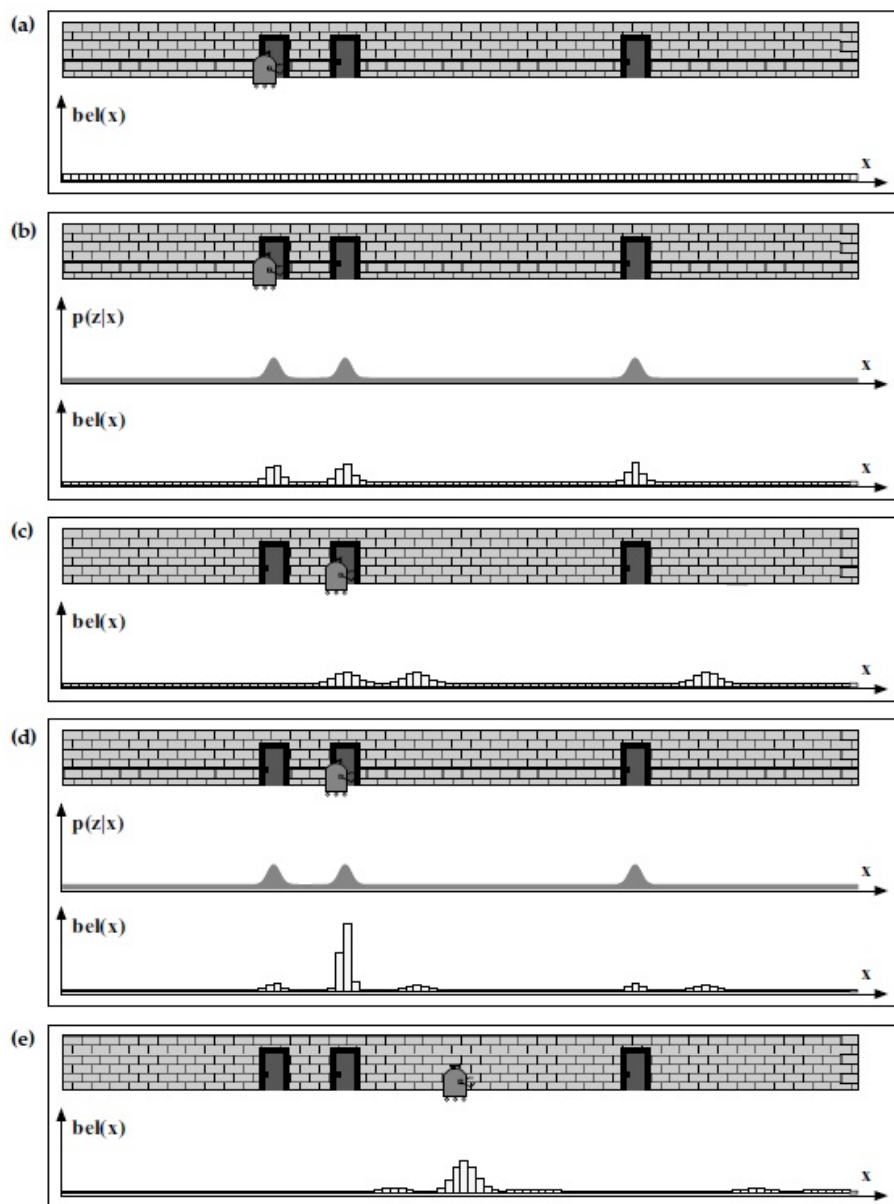 (a)
bel(x)
x
(b)
p(z|x)
x
bel(x)
x
(c)
bel(x)
x
(d)
p(z|x)
x
bel(x)
x
(e)
bel(x)
x